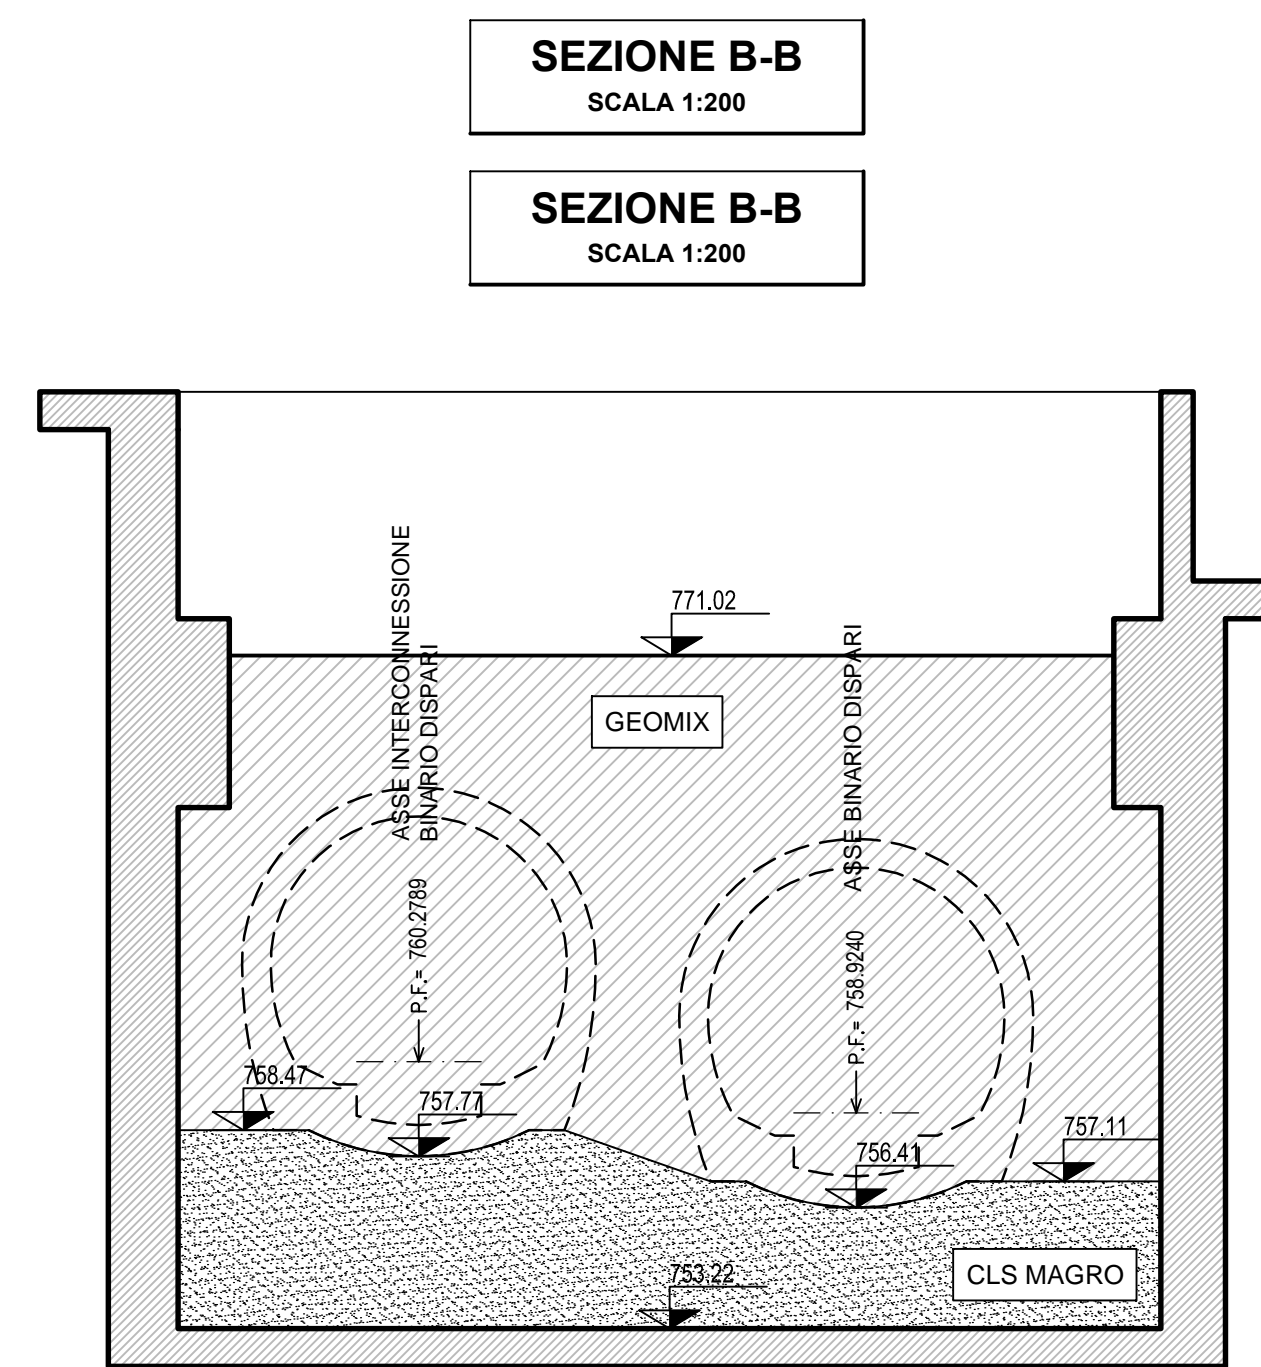 SEZIONE B-B
SCALA 1:200
SEZIONE B-B
SCALA 1:200
ASSE INTERCONNESSIONE
BINARIO DISPARI
771.02
ASSE BINARIO DISPARI
GEOMIX
P.F.= 760.2789
P.F.= 758.9240
758.47
757.77
756.41
757.11
CLS MAGRO
753.22